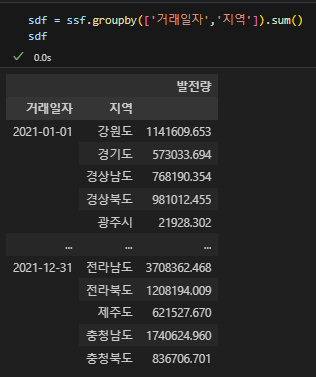 sdf = ssf.groupby(['거래일자','지역']).sum()
sdf
0.0s
발전량
거래일자 지역
2021-01-01 강원도 1141609.653
경기도 573033.694
경상남도 768190.354
경상북도 981012.455
광주시 21928.302
... ... ...
2021-12-31 전라남도 3708362.468
전라북도 1208194.009
제주도 621527.670
충청남도 1740624.960
충청북도 836706.701